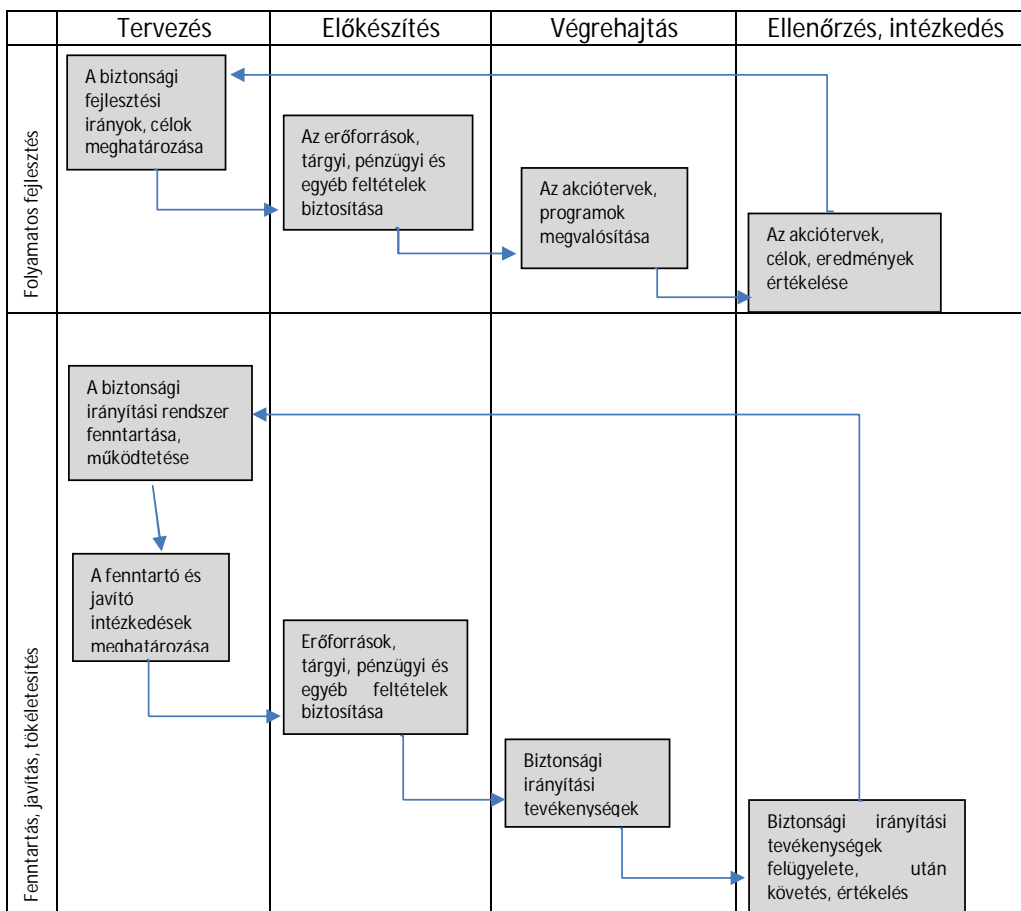 Tervezés
Előkészítés
Végrehajtás
Ellenőrzés, intézkedés
Folyamatos fejlesztés
A biztonsági
fejlesztési
irányok, célok
meghatározása
Az erőforrások,
tárgyi, pénzügyi és
egyéb feltételek
biztosítása
Az akciótervek,
programok
megvalósítása
Az akciótervek,
célok, eredmények
értékelése
Fenntartás, javítás, tökéletesítés
A biztonsági
irányítási rendszer
fenntartása,
működtetése
A fenntartó és
javító
intézkedések
meghatározása
Erőforrások,
tárgyi, pénzügyi és
egyéb feltételek
biztosítása
Biztonsági
irányítási
tevékenységek
Biztonsági irányítási
tevékenységek
felügyelete, után
követés, értékelés